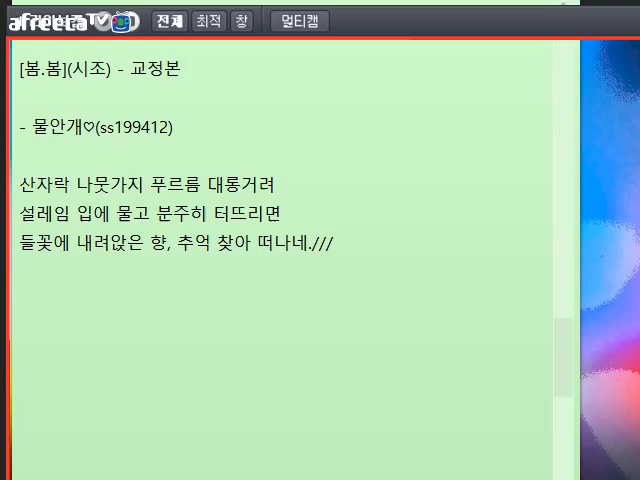 afreecaTV
전체 최적 창 멀티캠
[봄.봄](시조) - 교정본
- 물안개♡(ss199412)
산자락 나뭇가지 푸르름 대롱거려
설레임 입에 물고 분주히 터뜨리면
들꽃에 내려앉은 향, 추억 찾아 떠나네.///